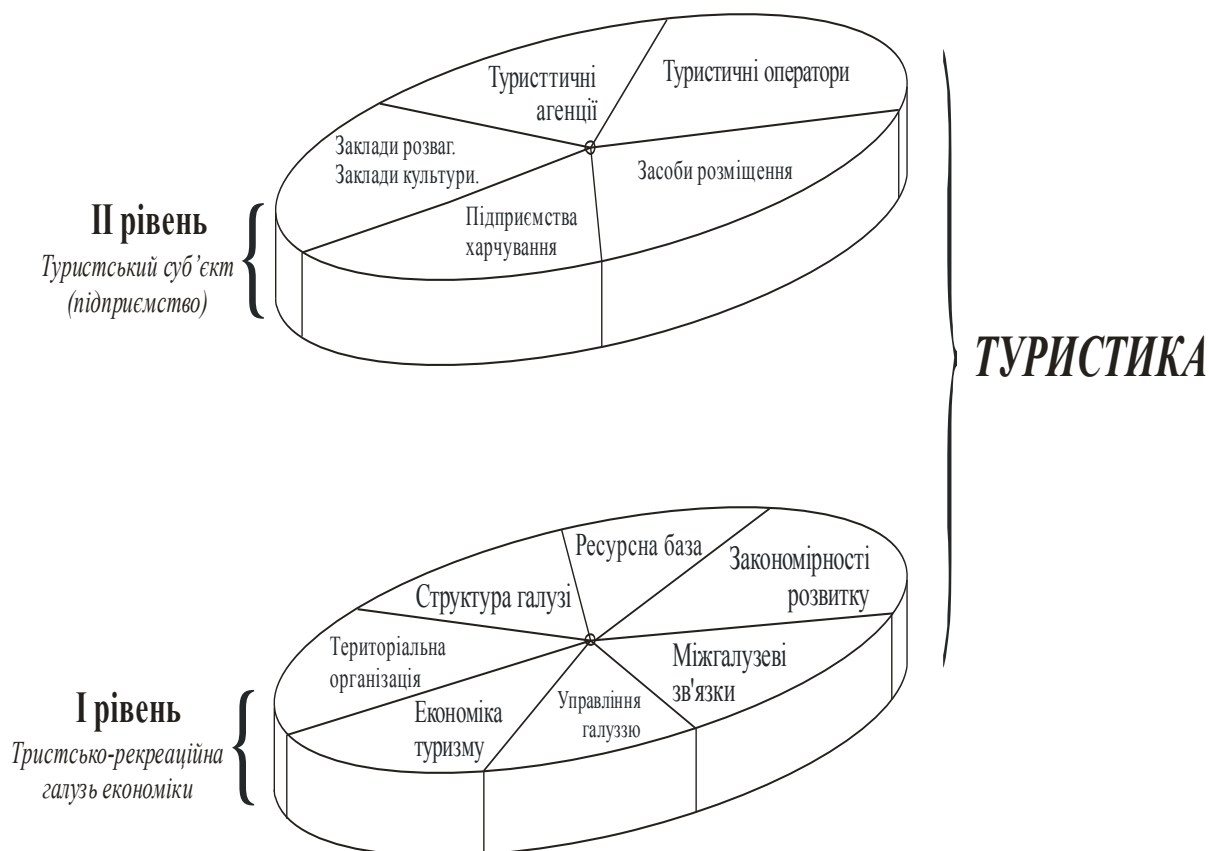 Туристтичні
агенції
Туристичні оператори
Заклади розваг.
Заклади культури.
Засоби розміщення
Підприємства
харчування
II рівень
Туристський суб’єкт
(підприємство)
ТУРИСТИКА
Ресурсна база
Закономірності
розвитку
Структура галузі
Територіальна
організація
Міжгалузеві
зв'язки
Економіка
туризму
Управління
галуззю
I рівень
Тристсько-рекреаційна
галузь економіки